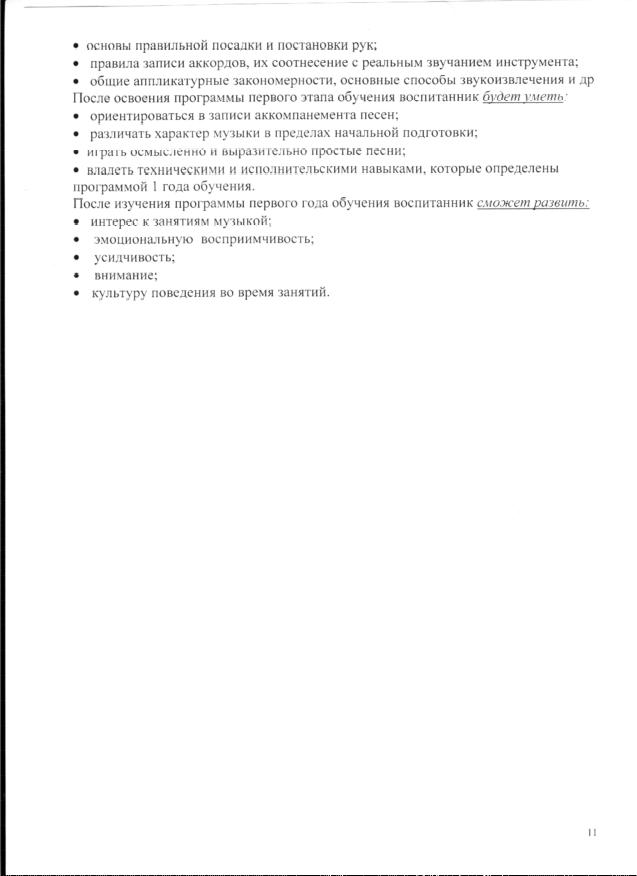 • основы правильной посадки и постановки рук;
• правила записи аккордов, их соотнесение с реальным звучанием инструмента;
• общие аппликатурные закономерности, основные способы звукоизвлечения и др
После освоения программы первого этапа обучения воспитанник будет уметь:
• ориентироваться в записи аккомпанемента песен;
• различать характер музыки в пределах начальной подготовки;
• играть осмысленно и выразительно простые песни;
• владеть техническими и исполнительскими навыками, которые определены
программой 1 года обучения.
После изучения программы первого года обучения воспитанник сможет развить:
• интерес к занятиям музыкой;
• эмоциональную восприимчивость;
• усидчивость;
• внимание;
• культуру поведения во время занятий.
11